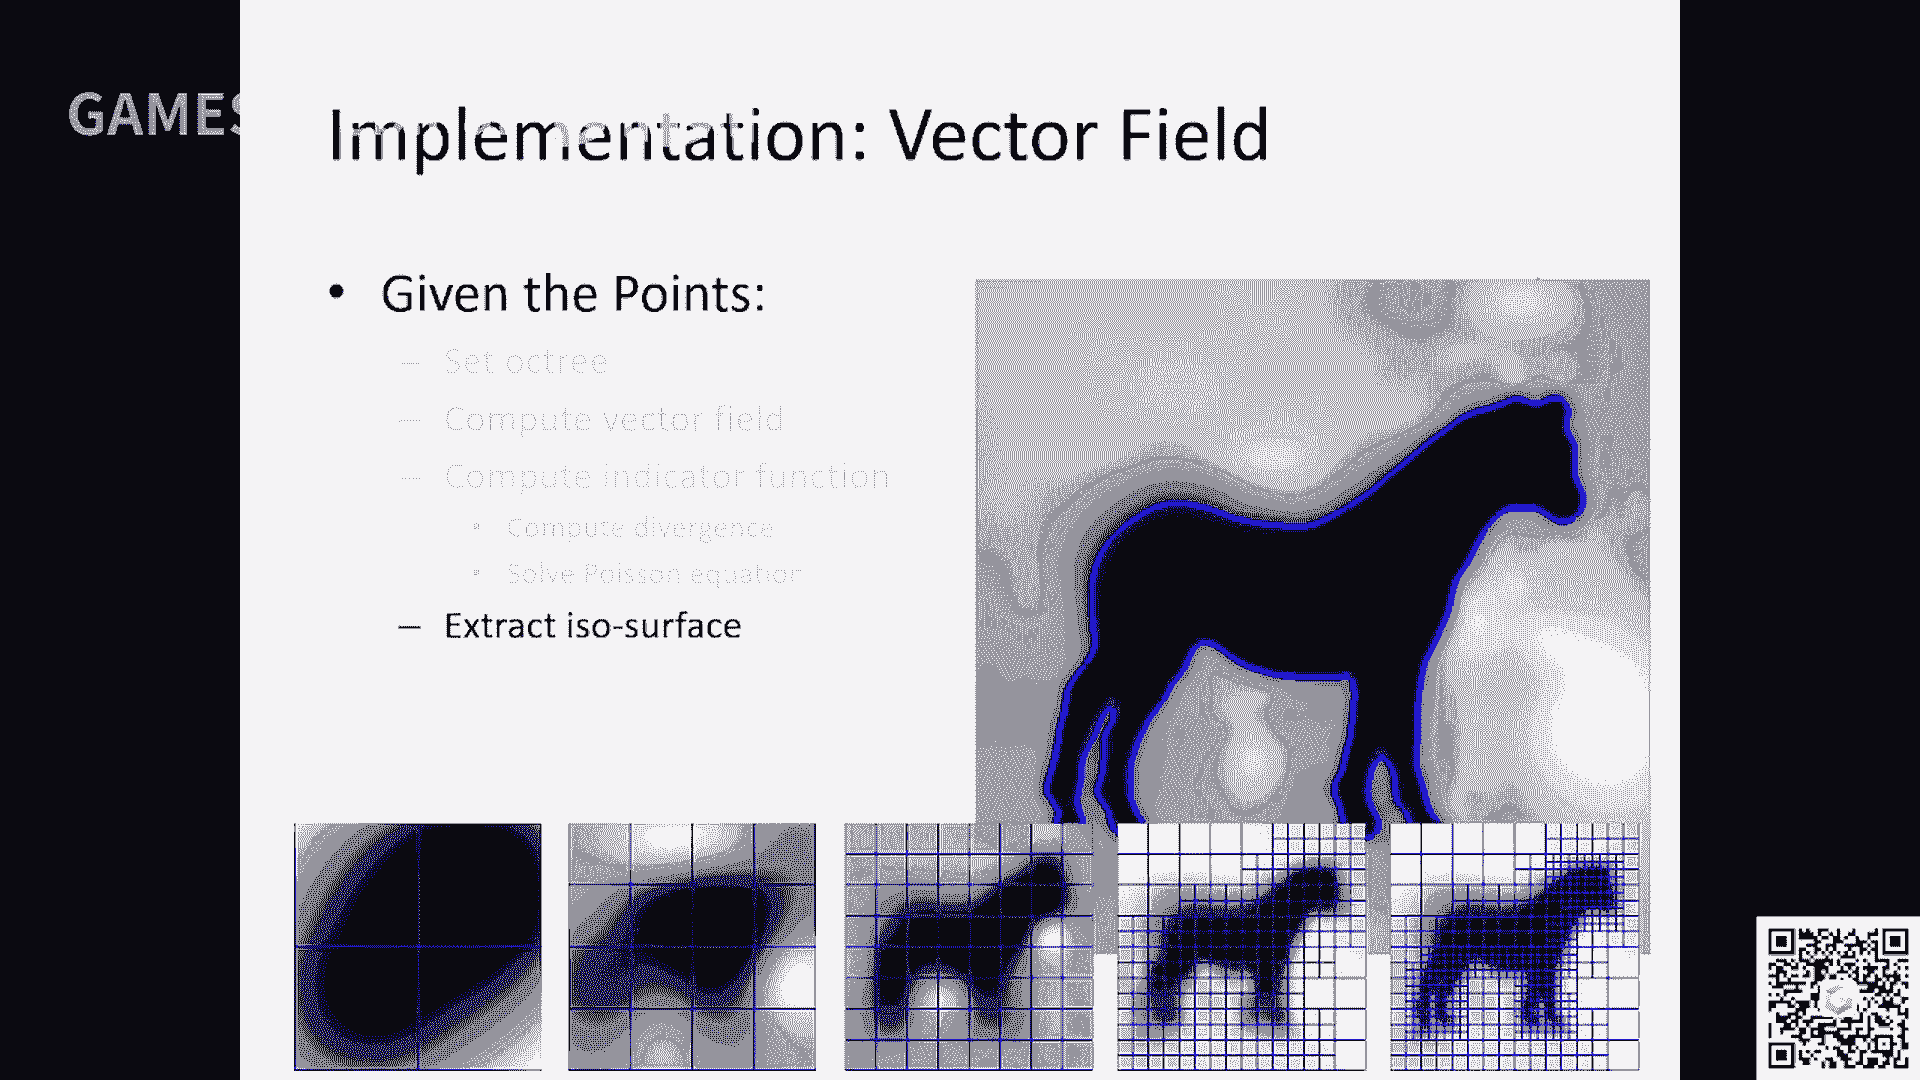 GAMES
Implementation: Vector Field
• Given the Points:
– Set octree
– Compute vector field
– Compute indicator function
• Compute divergence
• Solve Poisson equation
– Extract iso-surface